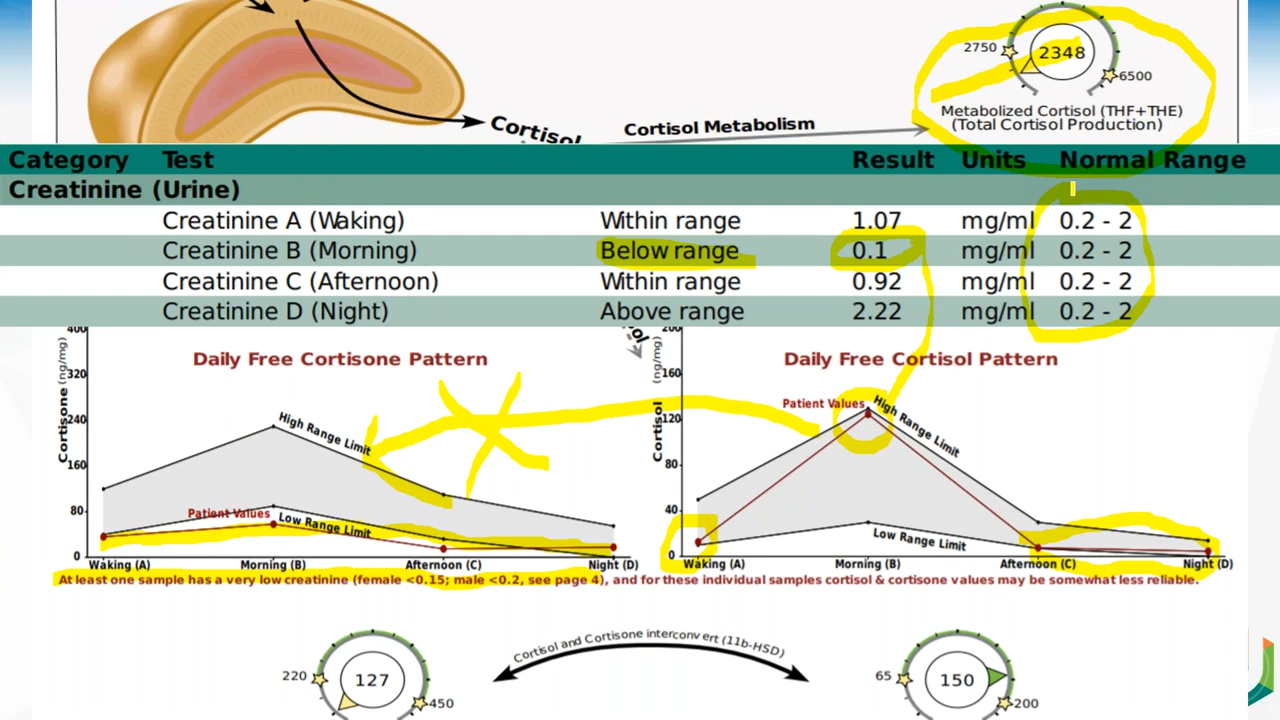 2750
2348
6500
Metabolized Cortisol (THF+THE)
(Total Cortisol Production)
Cortisol
Cortisol Metabolism
Category Test Result Units Normal Range
Creatinine (Urine)
Creatinine A (Waking) Within range 1.07 mg/ml 0.2 - 2
Creatinine B (Morning) Below range 0.1 mg/ml 0.2 - 2
Creatinine C (Afternoon) Within range 0.92 mg/ml 0.2 - 2
Creatinine D (Night) Above range 2.22 mg/ml 0.2 - 2
Daily Free Cortisone Pattern
Cortisone (ng/mg)
400
320
240
160
80
0
High Range Limit
Patient Values
Low Range Limit
Waking (A) Morning (B) Afternoon (C) Night (D)
Daily Free Cortisol Pattern
Cortisol (ng/mg)
200
160
120
80
40
0
Patient Values
High Range Limit
Low Range Limit
Waking (A) Morning (B) Afternoon (C) Night (D)
At least one sample has a very low creatinine (female <0.15; male <0.2, see page 4), and for these individual samples cortisol & cortisone values may be somewhat less reliable.
Cortisol and Cortisone interconvert (11b-HSD)
220
127
450
65
150
200